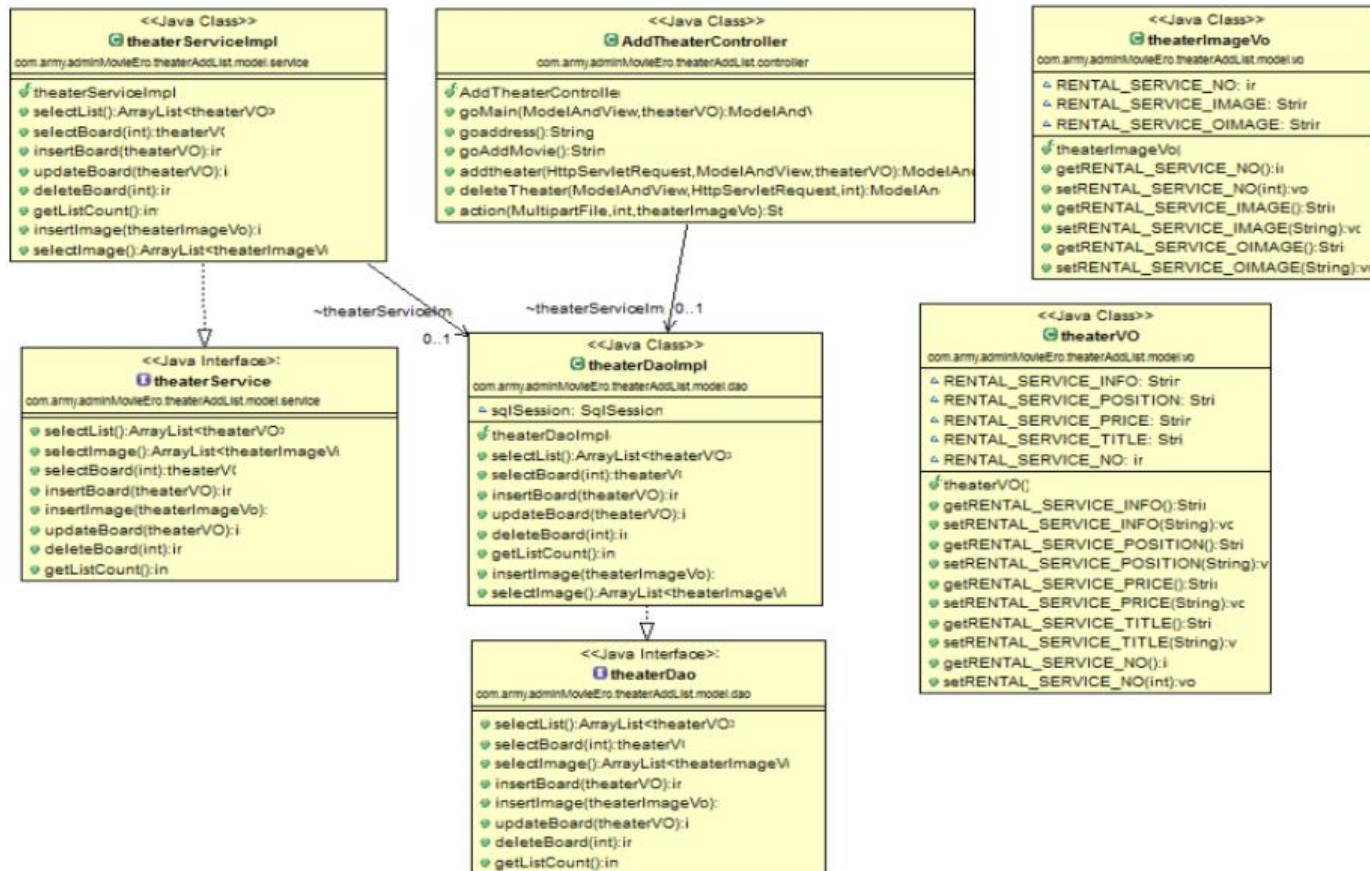 <<Java Class>>
theaterServiceImpl
com.army.adminMovieEro.theaterAddList.model.service
theaterServiceImpl
selectList():ArrayList<theaterVO>
selectBoard(int):theaterV(
insertBoard(theaterVO):ir
updateBoard(theaterVO):i
deleteBoard(int):ir
getListCount():in
insertImage(theaterImageVo):i
selectImage():ArrayList<theaterImageVi
<<Java Class>>
AddTheaterController
com.army.adminMovieEro.theaterAddList.controller
AddTheaterController
goMain(ModelAndView,theaterVO):ModelAnd\
goaddress():String
goAddMovie():Strin
addtheater(HttpServletRequest,ModelAndView,theaterVO):ModelAnd
deleteTheater(ModelAndView,HttpServletRequest,int):ModelAn
action(MultipartFile,int,theaterImageVo):St
<<Java Class>>
theaterImageVo
com.army.adminMovieEro.theaterAddList.model.vo
RENTAL_SERVICE_NO: ir
RENTAL_SERVICE_IMAGE: Strir
RENTAL_SERVICE_OIMAGE: Strir
theaterImageVo(
getRENTAL_SERVICE_NO():ii
setRENTAL_SERVICE_NO(int):vo
getRENTAL_SERVICE_IMAGE():Strii
setRENTAL_SERVICE_IMAGE(String):vc
getRENTAL_SERVICE_OIMAGE():Stri
setRENTAL_SERVICE_OIMAGE(String):v
~theaterServiceIm
0..1
~theaterServiceIm
0..1
<<Java Interface>>
theaterService
com.army.adminMovieEro.theaterAddList.model.service
selectList():ArrayList<theaterVO
selectImage():ArrayList<theaterImageVi
selectBoard(int):theaterV(
insertBoard(theaterVO):ir
insertImage(theaterImageVo):
updateBoard(theaterVO):i
deleteBoard(int):ir
getListCount():in
<<Java Class>>
theaterDaoImpl
com.army.adminMovieEro.theaterAddList.model.dao
sqlSession: SqlSession
theaterDaoImpl
selectList():ArrayList<theaterVO
selectBoard(int):theaterV
insertBoard(theaterVO):ir
updateBoard(theaterVO):i
deleteBoard(int):ir
getListCount():in
insertImage(theaterImageVo):
selectImage():ArrayList<theaterImageVi
<<Java Class>>
theaterVO
com.army.adminMovieEro.theaterAddList.model.vo
RENTAL_SERVICE_INFO: Strir
RENTAL_SERVICE_POSITION: Stri
RENTAL_SERVICE_PRICE: Strir
RENTAL_SERVICE_TITLE: Stri
RENTAL_SERVICE_NO: ir
theaterVO()
getRENTAL_SERVICE_INFO():Strii
setRENTAL_SERVICE_INFO(String):vc
getRENTAL_SERVICE_POSITION():Stri
setRENTAL_SERVICE_POSITION(String):v
getRENTAL_SERVICE_PRICE():Strii
setRENTAL_SERVICE_PRICE(String):vc
getRENTAL_SERVICE_TITLE():Stri
setRENTAL_SERVICE_TITLE(String):v
getRENTAL_SERVICE_NO():i
setRENTAL_SERVICE_NO(int):vo
<<Java Interface>>
theaterDao
com.army.adminMovieEro.theaterAddList.model.dao
selectList():ArrayList<theaterVO
selectBoard(int):theaterV
selectImage():ArrayList<theaterImageVi
insertBoard(theaterVO):ir
insertImage(theaterImageVo):
updateBoard(theaterVO):i
deleteBoard(int):ir
getListCount():in